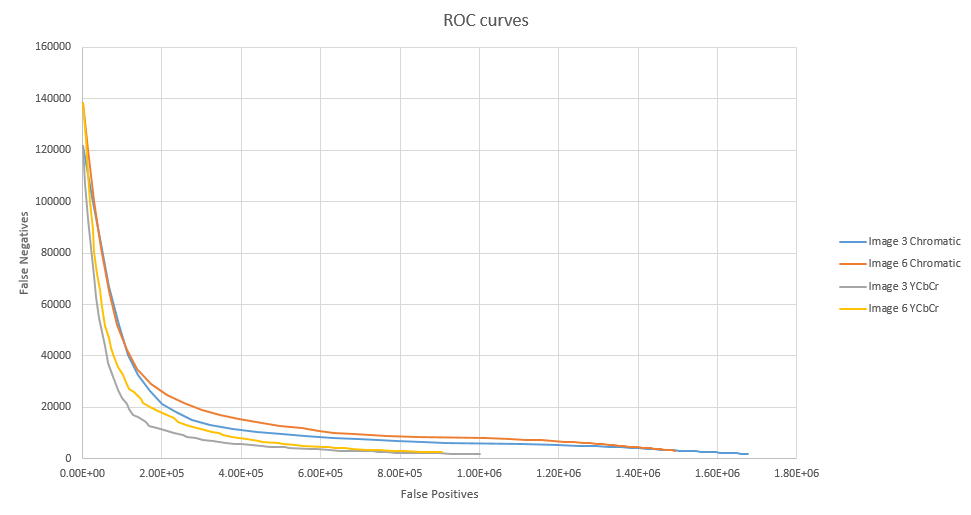 ROC curves
160000
140000
120000
100000
80000
60000
40000
20000
0
False Negatives
0.00E+00 2.00E+05 4.00E+05 6.00E+05 8.00E+05 1.00E+06 1.20E+06 1.40E+06 1.60E+06 1.80E+06
False Positives
Image 3 Chromatic
Image 6 Chromatic
Image 3 YCbCr
Image 6 YCbCr